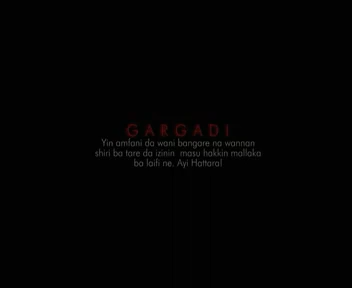 GARGADI
Yin amfani da wani bangare na wannan
shiri ba tare da izinin masu hakkin mallaka
ba laifi ne. Ayi Hattara!